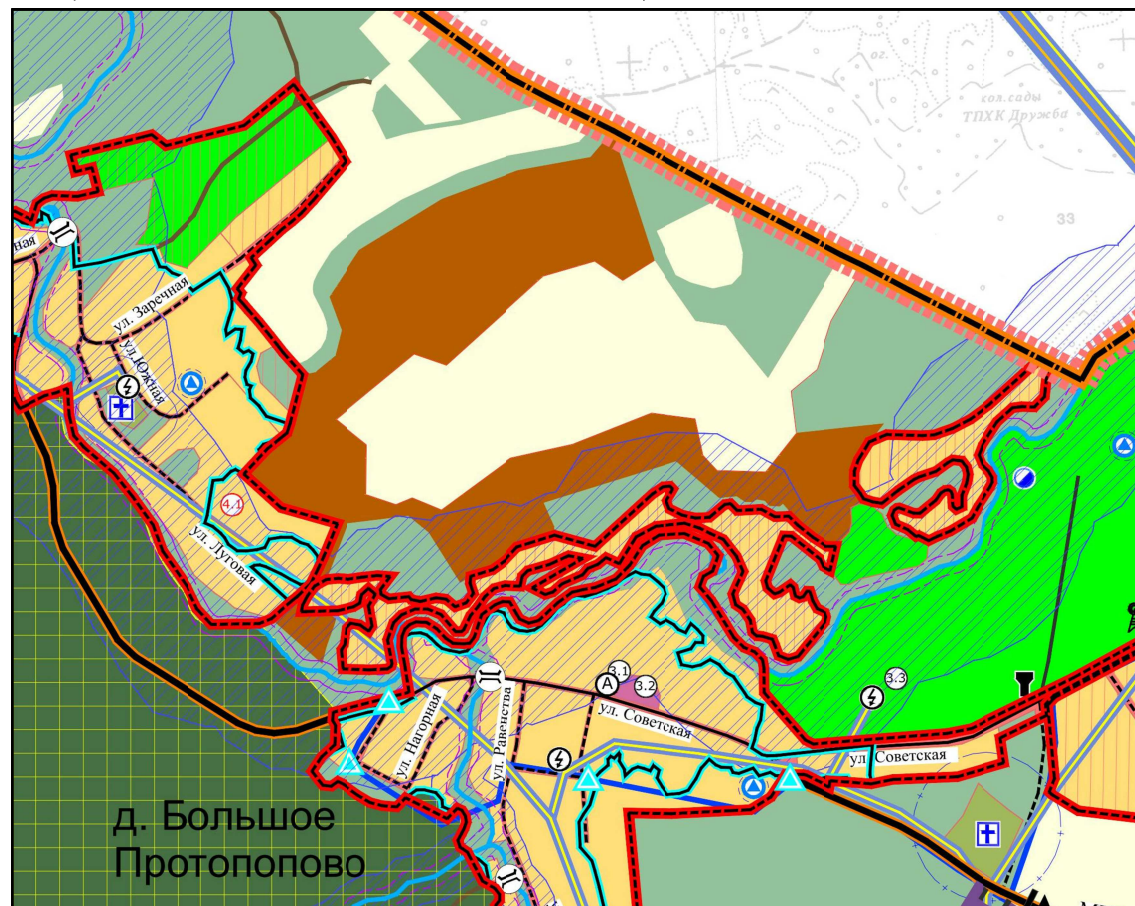 ог.
кол.сады
ТПХК Дружба
33
ная
ул. Заречная
ул.Южная
4.1
ул. Луговая
3.1
А
3.2
3.3
ул. Советская
ул. Нагорная
ул. Равенства
ул. Советская
д. Большое
Протопопово